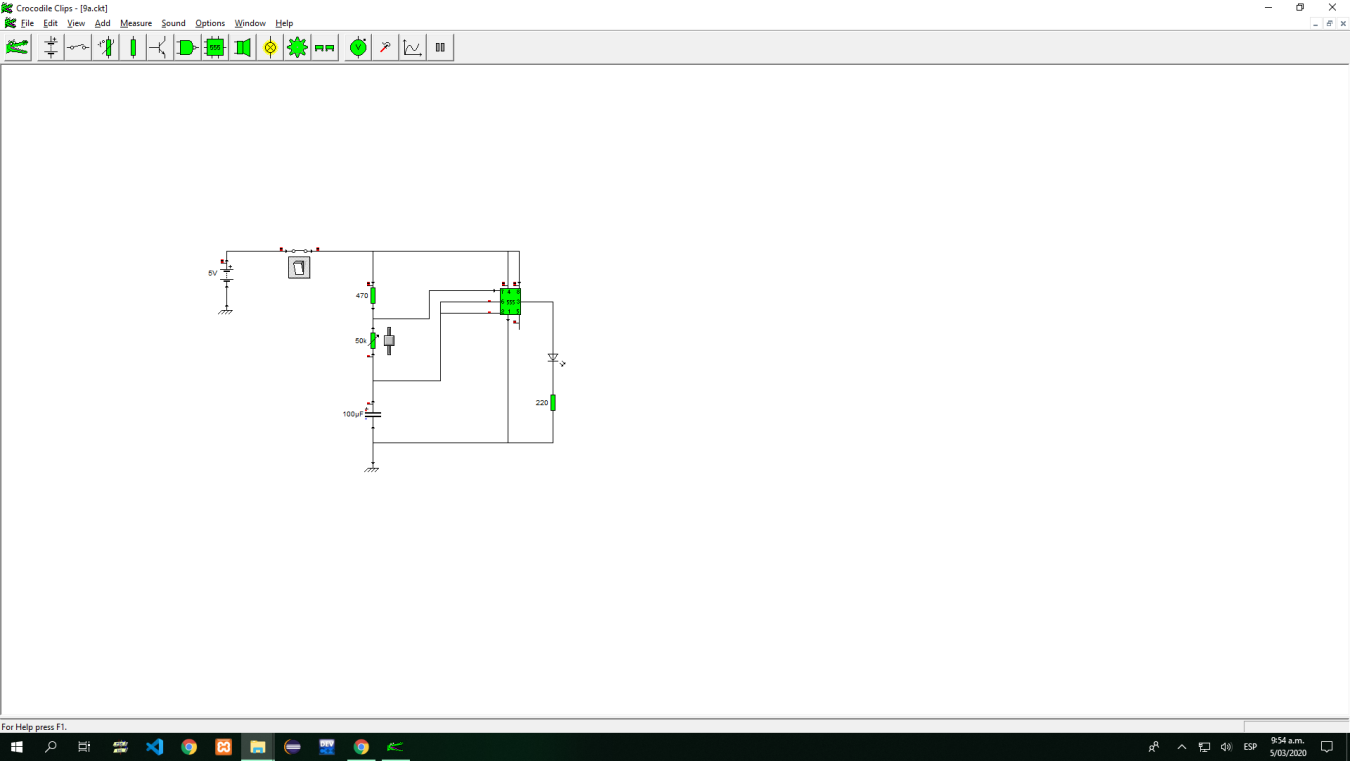 Crocodile Clips - [9a.ckt]
File Edit View Add Measure Sound Options Window Help
555
V
5V
470
50k
100µF
555
220
For Help press F1.
DEV
ESP
9:54 a.m.
5/03/2020